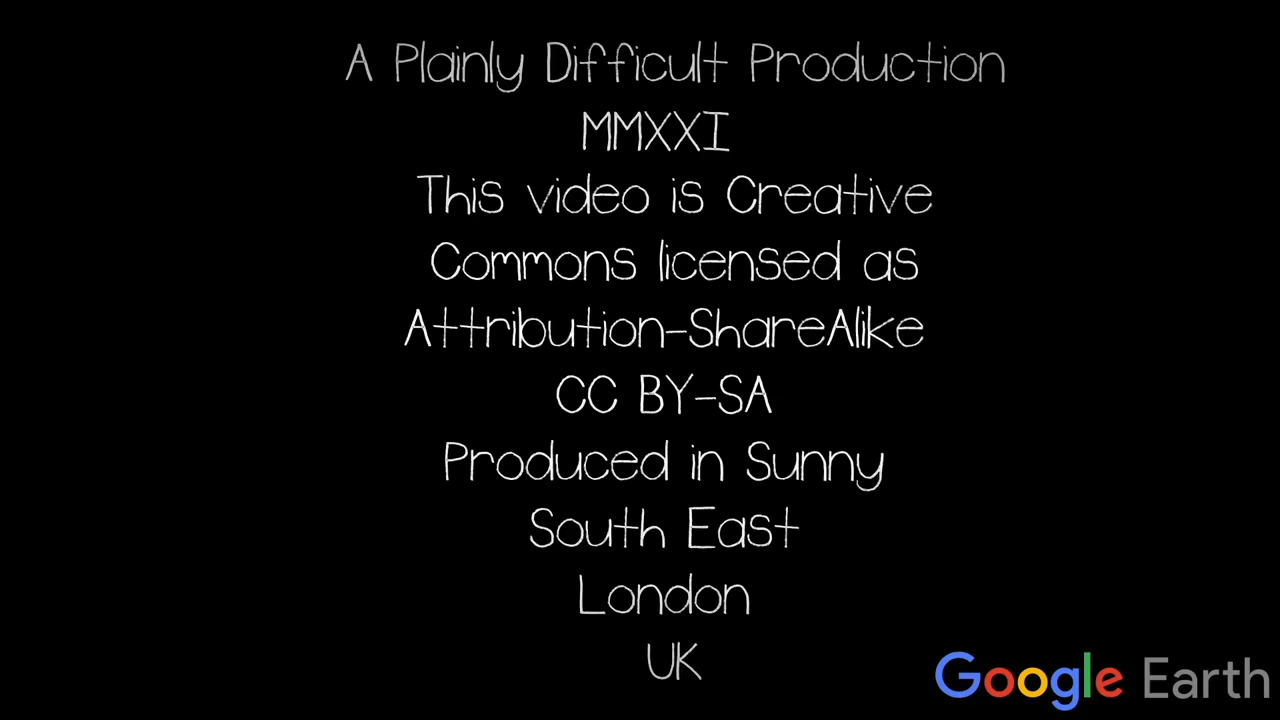 A Plainly Difficult Production
MMXXI
This video is Creative
Commons licensed as
Attribution-ShareAlike
CC BY-SA
Produced in Sunny
South East
London
UK
Google Earth